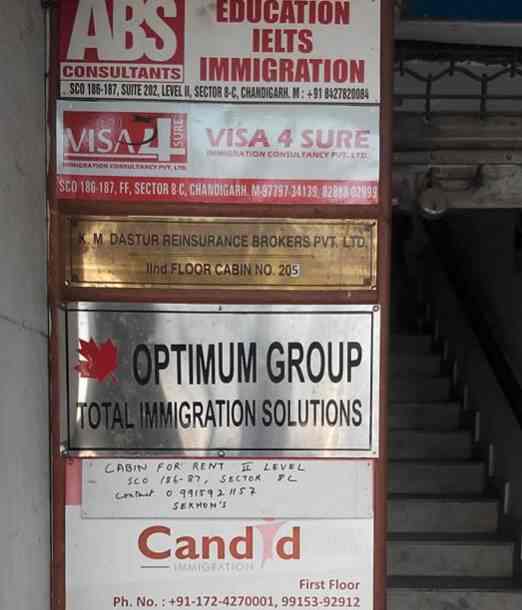 ABS
CONSULTANTS
EDUCATION
IELTS
IMMIGRATION
SCO 186-187, SUITE 202, LEVEL II, SECTOR 8-C, CHANDIGARH. M : +91 8427820084
VISA 4 SURE
IMMIGRATION CONSULTANCY PVT. LTD.
VISA 4 SURE
IMMIGRATION CONSULTANCY PVT. LTD.
SCO 186-187, FF, SECTOR 8-C, CHANDIGARH. M-97797-34139, 82888-02999
K. M. DASTUR REINSURANCE BROKERS PVT. LTD.
IInd FLOOR CABIN NO. 205
OPTIMUM GROUP
TOTAL IMMIGRATION SOLUTIONS
CABIN FOR RENT II LEVEL
SCO 186-87, SECTOR 8C
Contact 0 9915921157
SEKHON'S
Candid
IMMIGRATION
First Floor
Ph. No. : +91-172-4270001, 99153-92912